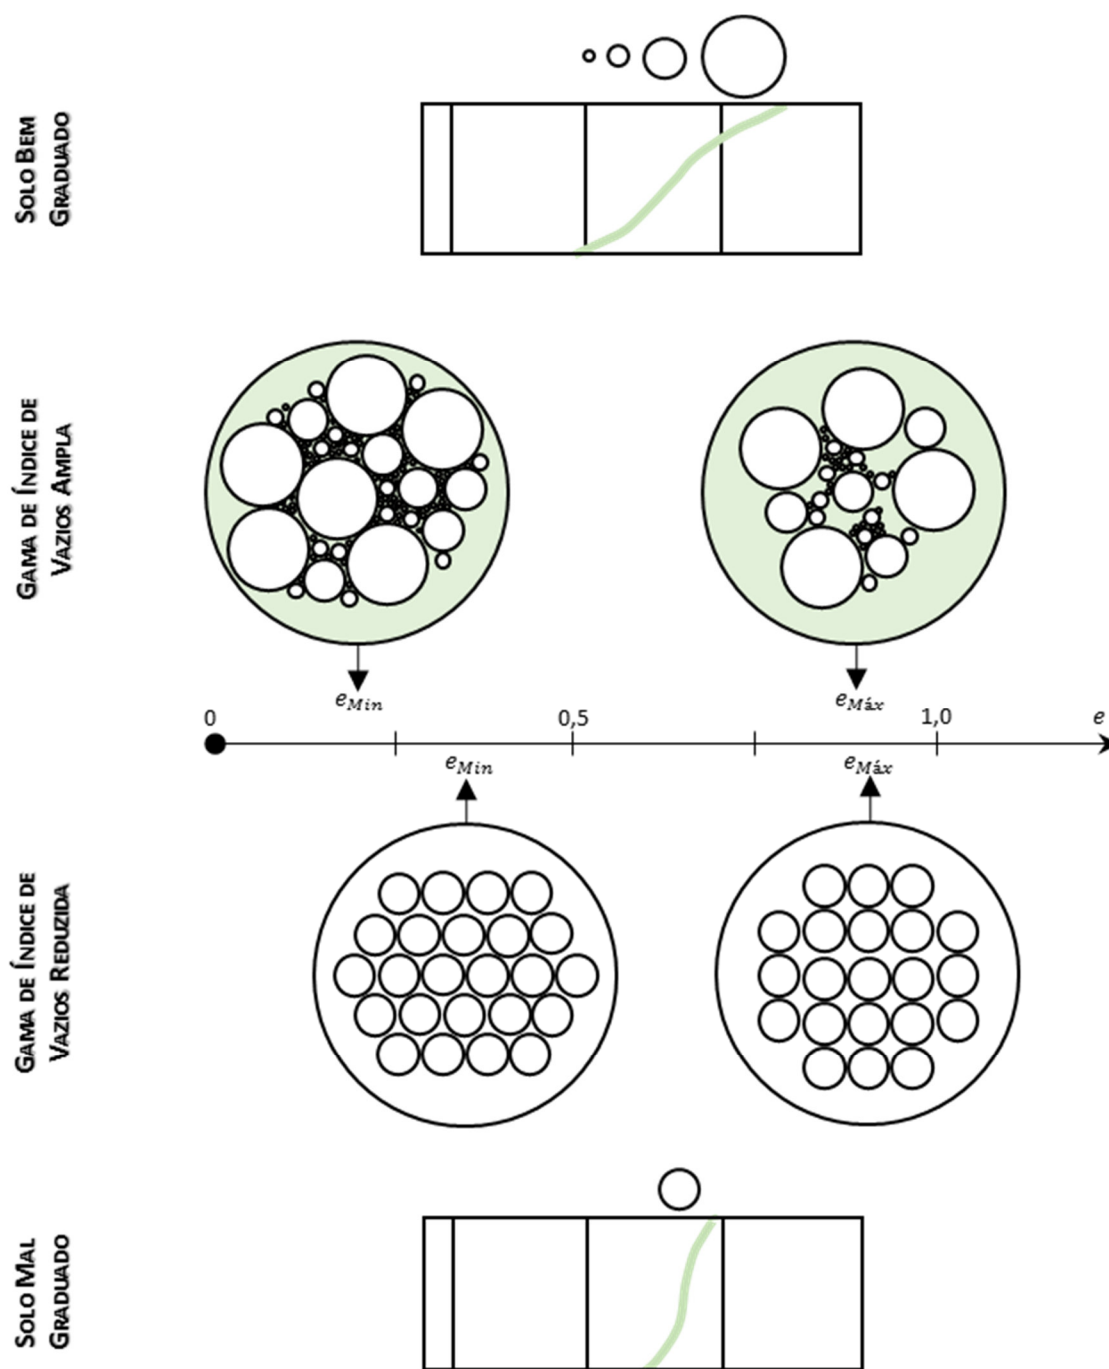 SOLO BEM
GRADUADO
GAMA DE ÍNDICE DE
VAZIOS AMPLA
e_Min
e_Máx
0
0,5
1,0
e
e_Min
e_Máx
GAMA DE ÍNDICE DE
VAZIOS REDUZIDA
SOLO MAL
GRADUADO